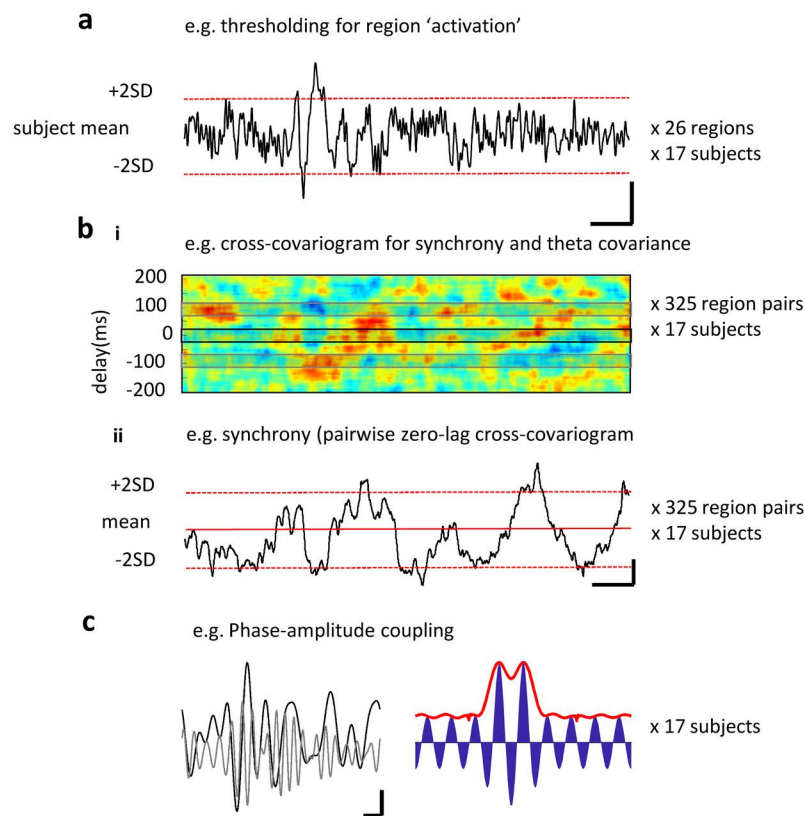 a
e.g. thresholding for region ‘activation’
+2SD
subject mean
-2SD
x 26 regions
x 17 subjects
b i
e.g. cross-covariogram for synchrony and theta covariance
200
100
0
-100
-200
delay(ms)
x 325 region pairs
x 17 subjects
ii
e.g. synchrony (pairwise zero-lag cross-covariogram
+2SD
mean
-2SD
x 325 region pairs
x 17 subjects
c
e.g. Phase-amplitude coupling
x 17 subjects